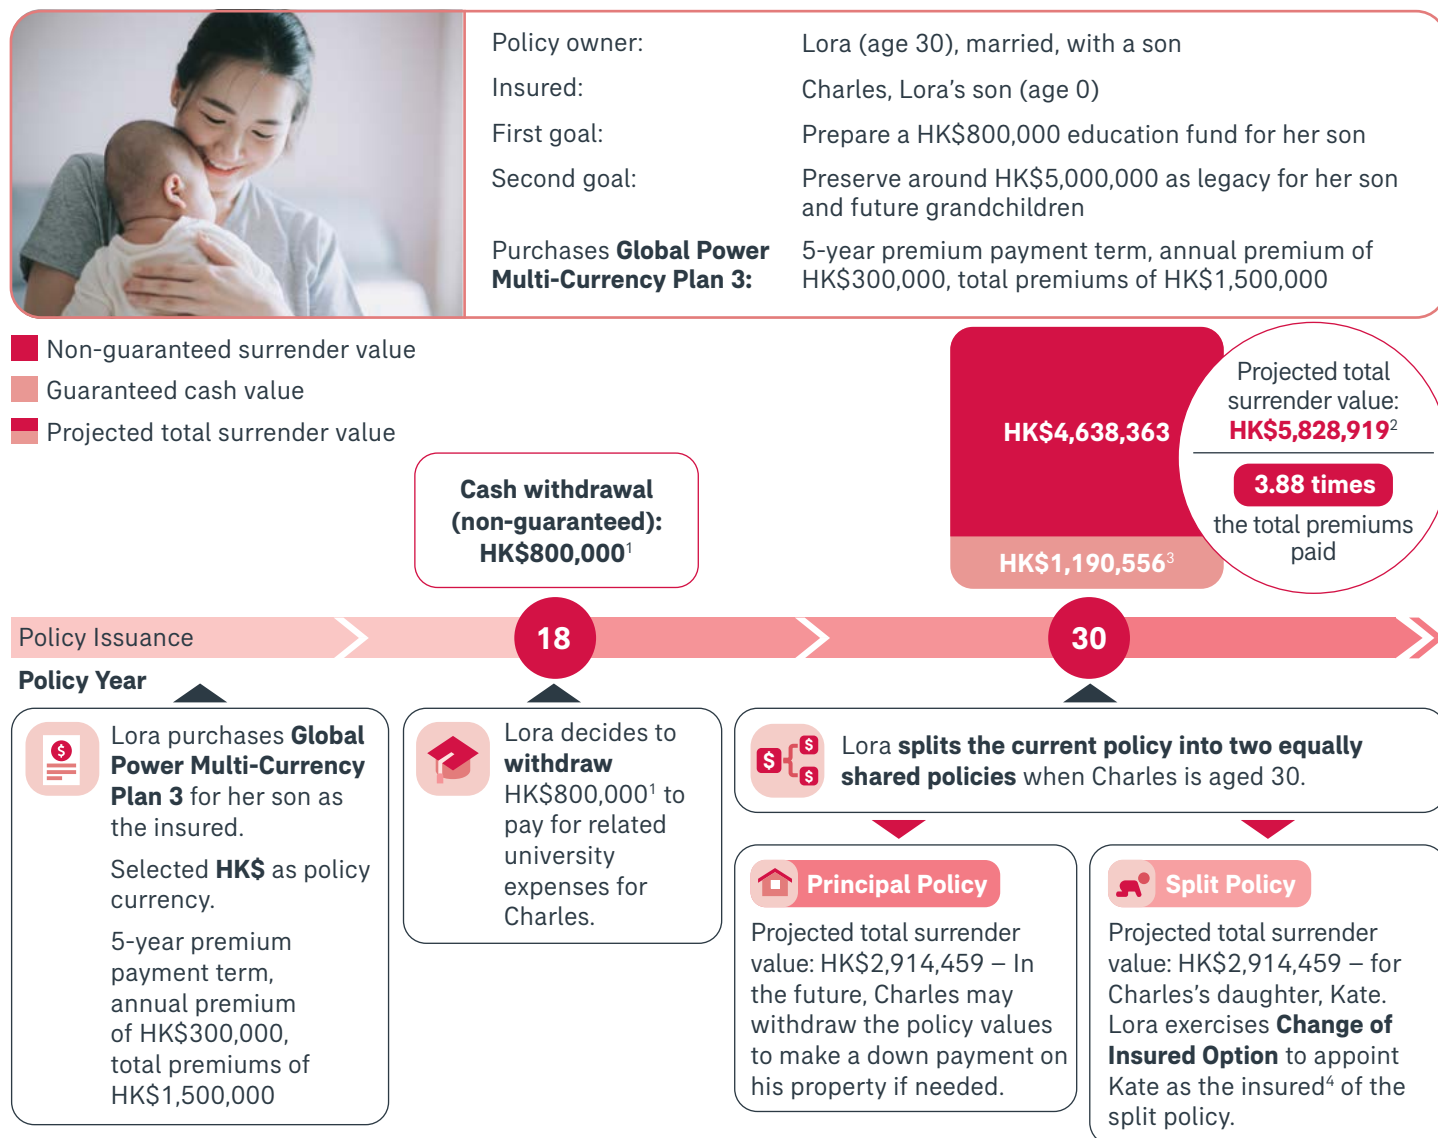 Policy owner:
Lora (age 30), married, with a son
Insured:
Charles, Lora's son (age 0)
First goal:
Prepare a HK$800,000 education fund for her son
Second goal:
Preserve around HK$5,000,000 as legacy for her son
and future grandchildren
Purchases Global Power
Multi-Currency Plan 3:
5-year premium payment term, annual premium of
HK$300,000, total premiums of HK$1,500,000
Non-guaranteed surrender value
Guaranteed cash value
Projected total surrender value
Cash withdrawal
(non-guaranteed):
HK$800,000¹
HK$4,638,363
HK$1,190,556³
Projected total
surrender value:
HK$5,828,919²
3.88 times
the total premiums
paid
Policy Issuance
18
30
Policy Year
$
Lora purchases Global
Power Multi-Currency
Plan 3 for her son as
the insured.
Selected HK$ as policy
currency.
5-year premium
payment term,
annual premium
of HK$300,000,
total premiums of
HK$1,500,000
Lora decides to
withdraw
HK$800,000¹ to
pay for related
university
expenses for
Charles.
$
$
$
Lora splits the current policy into two equally
shared policies when Charles is aged 30.
Principal Policy
Projected total surrender
value: HK$2,914,459 – In
the future, Charles may
withdraw the policy values
to make a down payment on
his property if needed.
Split Policy
Projected total surrender
value: HK$2,914,459 – for
Charles's daughter, Kate.
Lora exercises Change of
Insured Option to appoint
Kate as the insured⁴ of the
split policy.